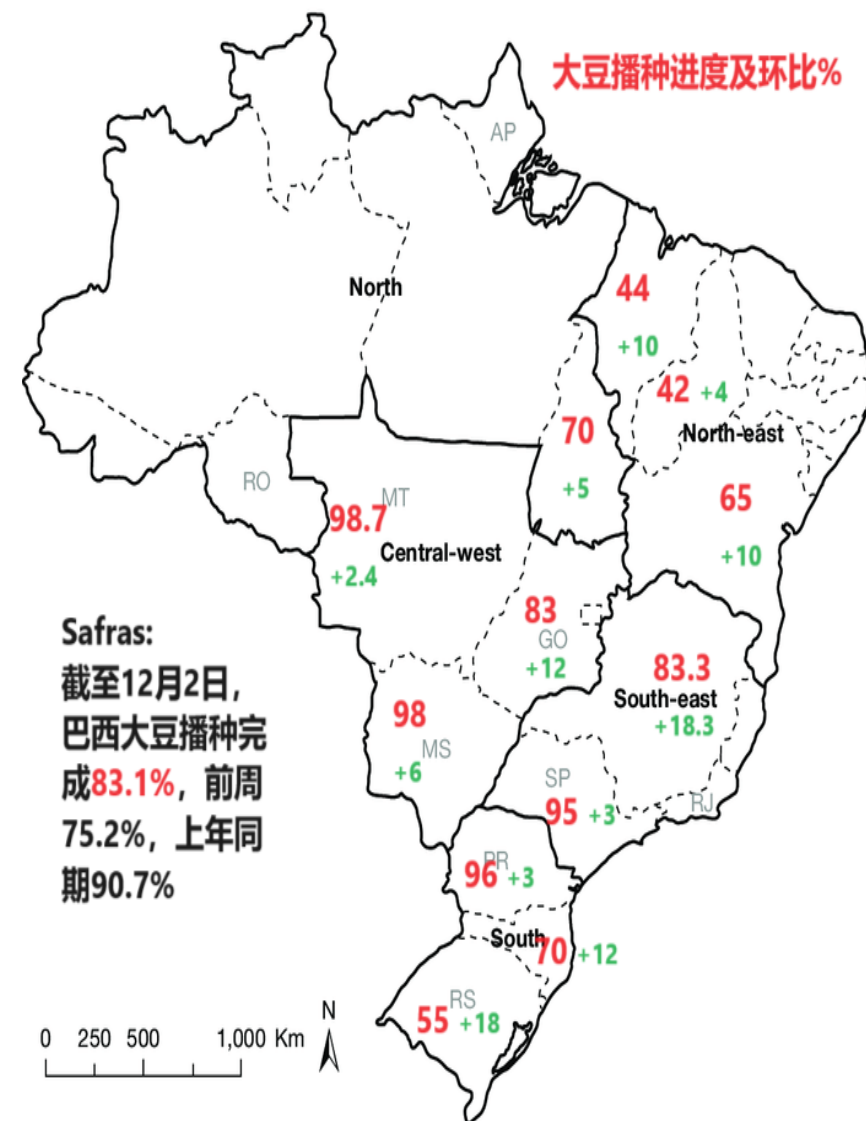 大豆播种进度及环比%
AP
North
44
+10
42 +4
North-east
70
+5
65
+10
RO
MT
98.7
Central-west
+2.4
83
GO
+12
Safras:
截至12月2日，
巴西大豆播种完
成83.1%，前周
75.2%，上年同
期90.7%
83.3
South-east
+18.3
98
MS
+6
SP
95 +3
RJ
PR
96 +3
South
70 +12
RS
55 +18
N
0 250 500 1,000 Km